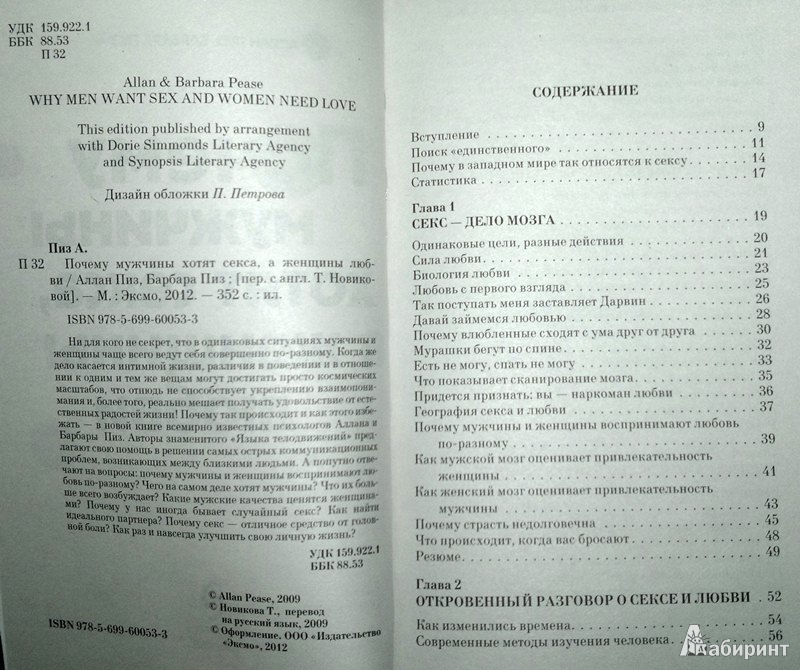 УДК 159.922.1
ББК 88.53
П 32
Allan & Barbara Pease
WHY MEN WANT SEX AND WOMEN NEED LOVE
This edition published by arrangement
with Dorie Simmonds Literary Agency
and Synopsis Literary Agency
Дизайн обложки П. Петрова
Пиз А.
П 32 Почему мужчины хотят секса, а женщины люб-
ви / Аллан Пиз, Барбара Пиз ; [пер. с англ. Т. Новико-
вой]. — М. : Эксмо, 2012. — 352 с. : ил.
ISBN 978-5-699-60053-3
Ни для кого не секрет, что в одинаковых ситуациях мужчины и
женщины чаще всего ведут себя совершенно по-разному. Когда же
дело касается интимной жизни, различия в поведении и в отноше-
нии к одним и тем же вещам могут достигать просто космических
масштабов, что отнюдь не способствует укреплению взаимопони-
мания и, более того, реально мешает получать удовольствие от есте-
ственных радостей жизни! Почему так происходит и как этого избе-
жать — в новой книге всемирно известных психологов Аллана и
Барбары Пиз. Авторы знаменитого «Языка телодвижений» пред-
лагают свою помощь в решении самых острых коммуникационных
проблем, возникающих между близкими людьми. А попутно отве-
чают на вопросы: почему мужчины и женщины воспринимают лю-
бовь по-разному? Чего на самом деле хотят мужчины? Что их боль-
ше всего возбуждает? Какие мужские качества ценятся женщина-
ми? Почему у нас иногда бывает случайный секс? Как найти
идеального партнера? Почему секс — отличное средство от голов-
ной боли? Как раз и навсегда улучшить свою личную жизнь?
УДК 159.922.1
ББК 88.53
© Allan Pease, 2009
© Новикова Т., перевод
на русский язык, 2009
© Оформление. ООО «Издательство
«Эксмо», 2012
ISBN 978-5-699-60053-3
СОДЕРЖАНИЕ
Вступление 9
Поиск «единственного» 11
Почему в западном мире так относятся к сексу 14
Статистика 17
Глава 1
СЕКС — ДЕЛО МОЗГА 19
Одинаковые цели, разные действия 20
Сила любви 21
Биология любви 23
Любовь с первого взгляда 25
Так поступать меня заставляет Дарвин 26
Давай займемся любовью 28
Почему влюбленные сходят с ума друг от друга 30
Мурашки бегут по спине 32
Есть не могу, спать не могу 33
Что показывает сканирование мозга 35
Придется признать: вы — наркоман любви 36
География секса и любви 37
Почему мужчины и женщины воспринимают любовь
по-разному 39
Как мужской мозг оценивает привлекательность
женщины 41
Как женский мозг оценивает привлекательность
мужчины 43
Почему страсть недолговечна 45
Что происходит, когда вас бросают 48
Резюме 49
Глава 2
ОТКРОВЕННЫЙ РАЗГОВОР О СЕКСЕ И ЛЮБВИ 52
Как изменились времена 54
Современные методы изучения человека 56
Лабиринт